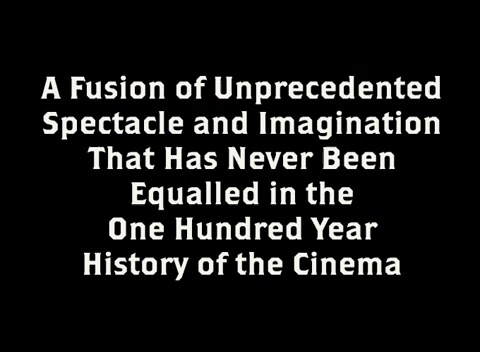 A Fusion of Unprecedented
Spectacle and Imagination
That Has Never Been
Equalled in the
One Hundred Year
History of the Cinema